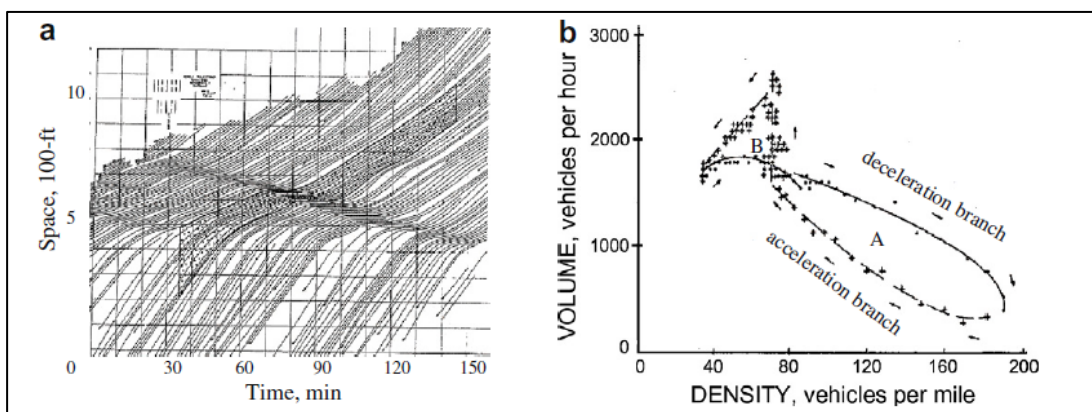 a
10
5
0
Space, 100-ft
30
60
90
120
150
Time, min
b
3000
2000
1000
0
VOLUME, vehicles per hour
B
A
deceleration branch
acceleration branch
40
80
120
160
200
DENSITY, vehicles per mile